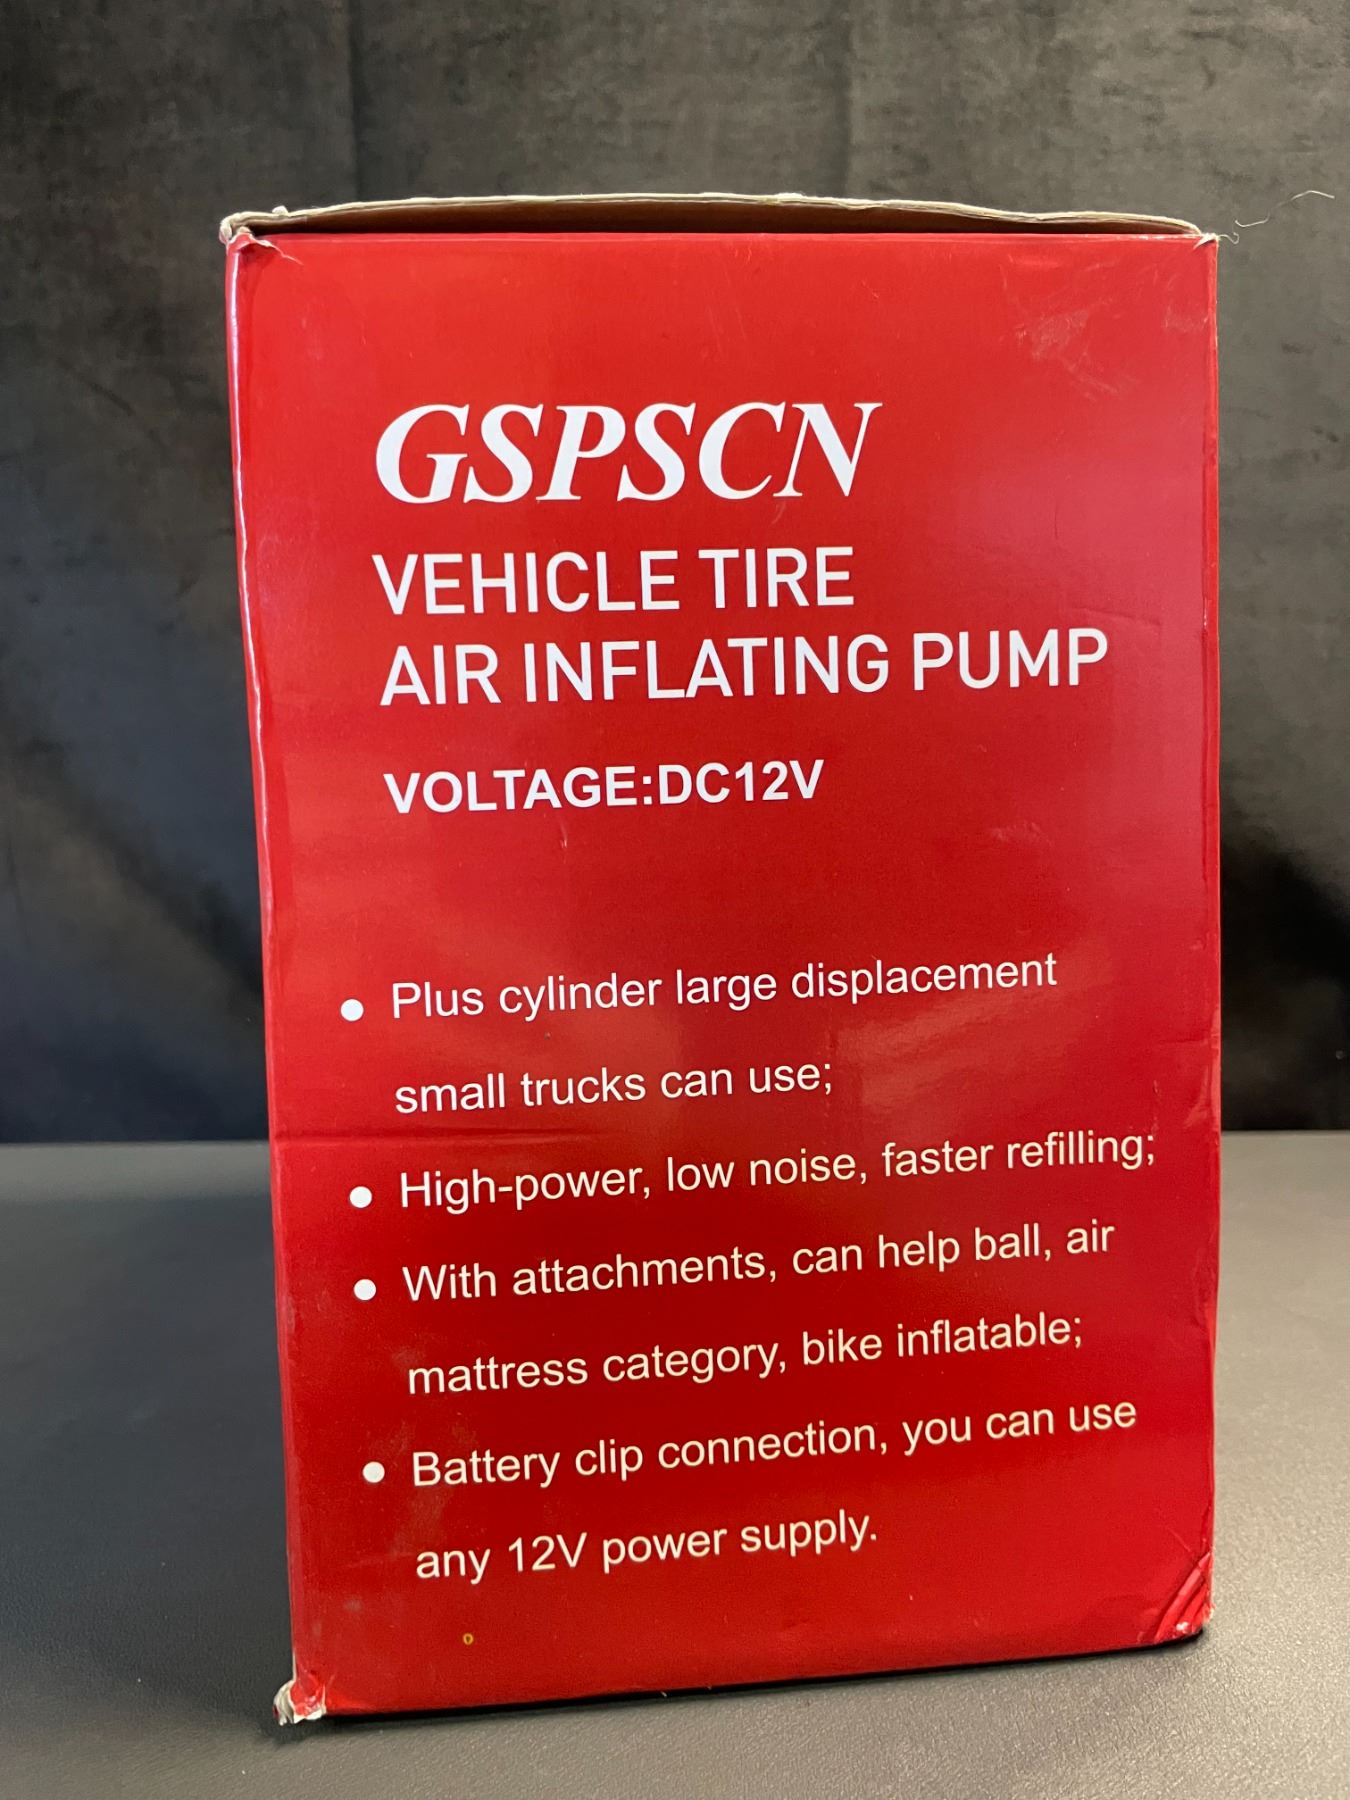 GSPSCN
VEHICLE TIRE
AIR INFLATING PUMP
VOLTAGE:DC12V
● Plus cylinder large displacement
small trucks can use;
● High-power, low noise, faster refilling;
● With attachments, can help ball, air
mattress category, bike inflatable;
● Battery clip connection, you can use
any 12V power supply.